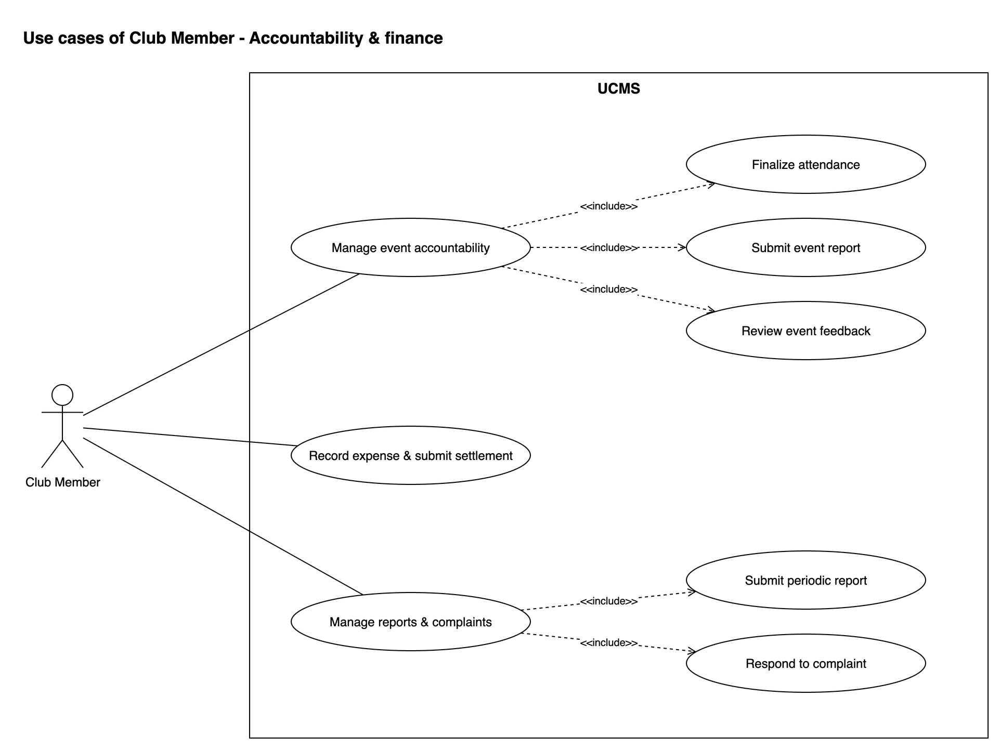 Use cases of Club Member - Accountability & finance
UCMS
Finalize attendance
<<include>>
Manage event accountability
<<include>>
Submit event report
<<include>>
Review event feedback
Record expense & submit settlement
Club Member
Submit periodic report
<<include>>
Manage reports & complaints
<<include>>
Respond to complaint